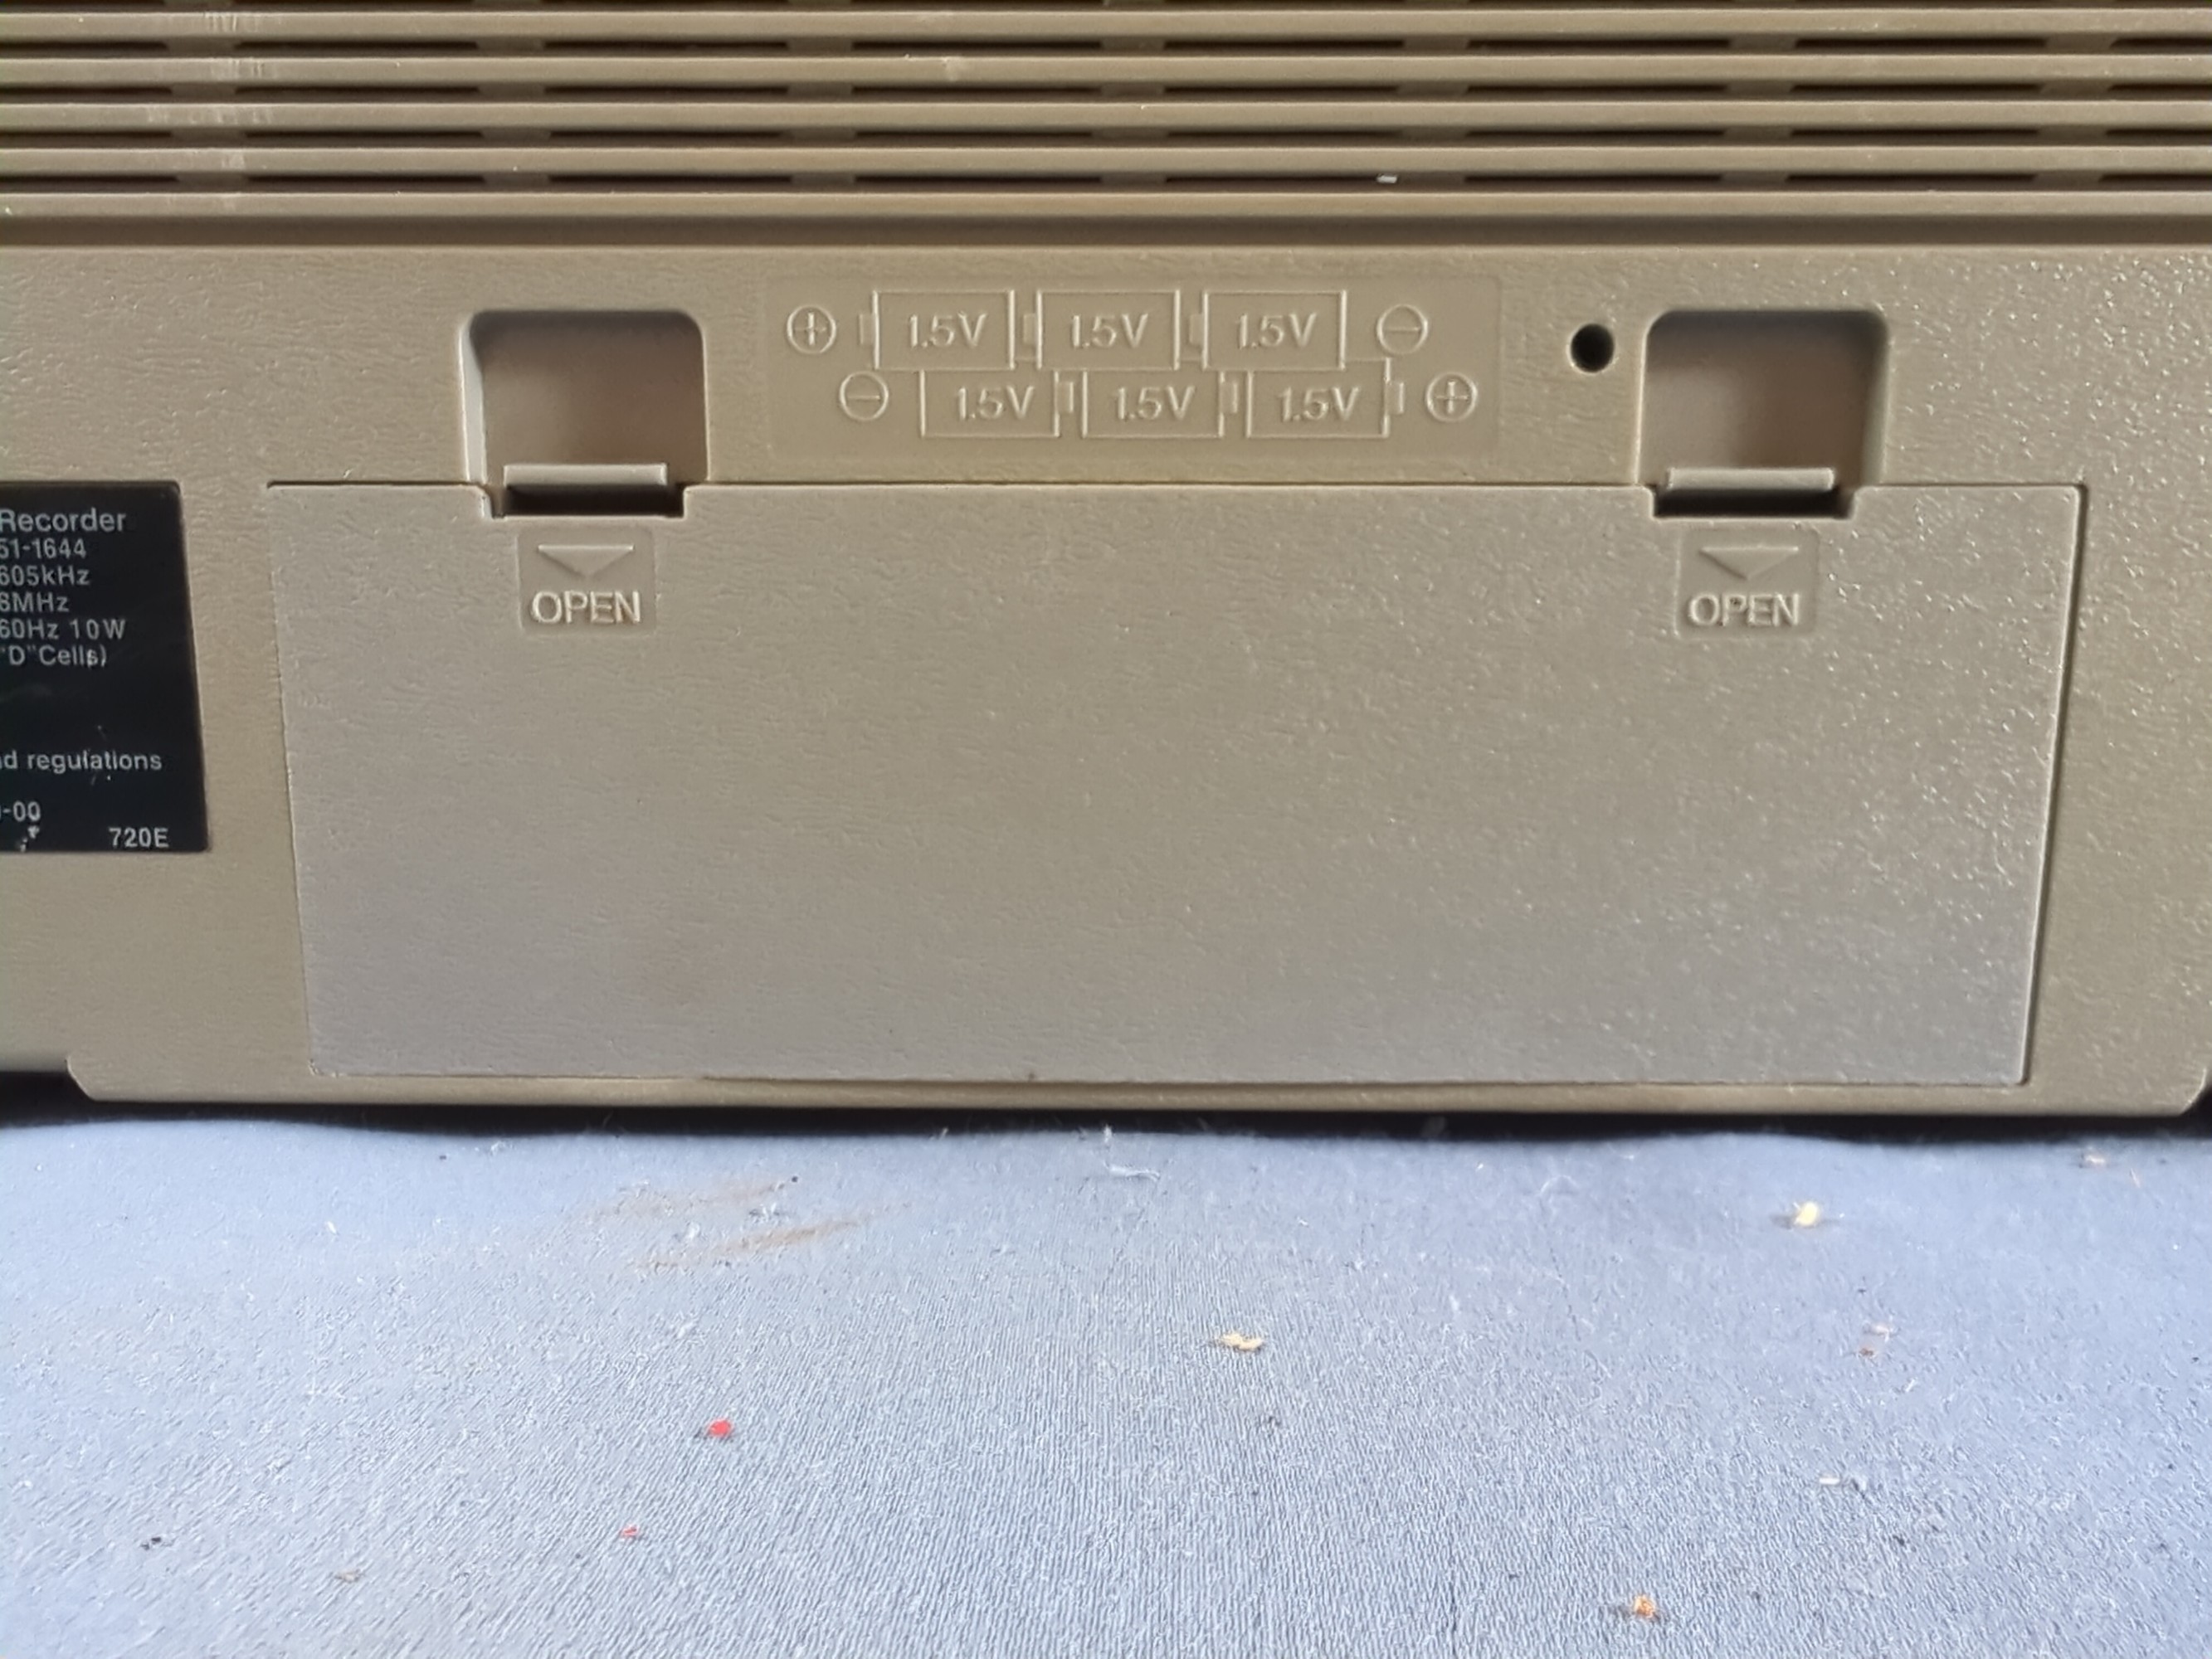 1.5V 1.5V 1.5V
1.5V 1.5V 1.5V
OPEN OPEN
Recorder
51-1644
605kHz
8MHz
60Hz 10W
"D"Cells)
regulations
-00
720E